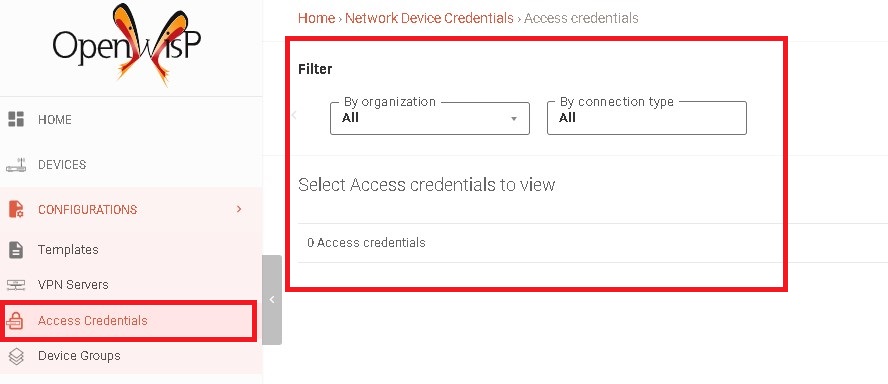 OpenWisP
Home › Network Device Credentials › Access credentials
Filter
By organization
All
By connection type
All
Select Access credentials to view
0 Access credentials
HOME
DEVICES
CONFIGURATIONS
Templates
VPN Servers
Access Credentials
Device Groups